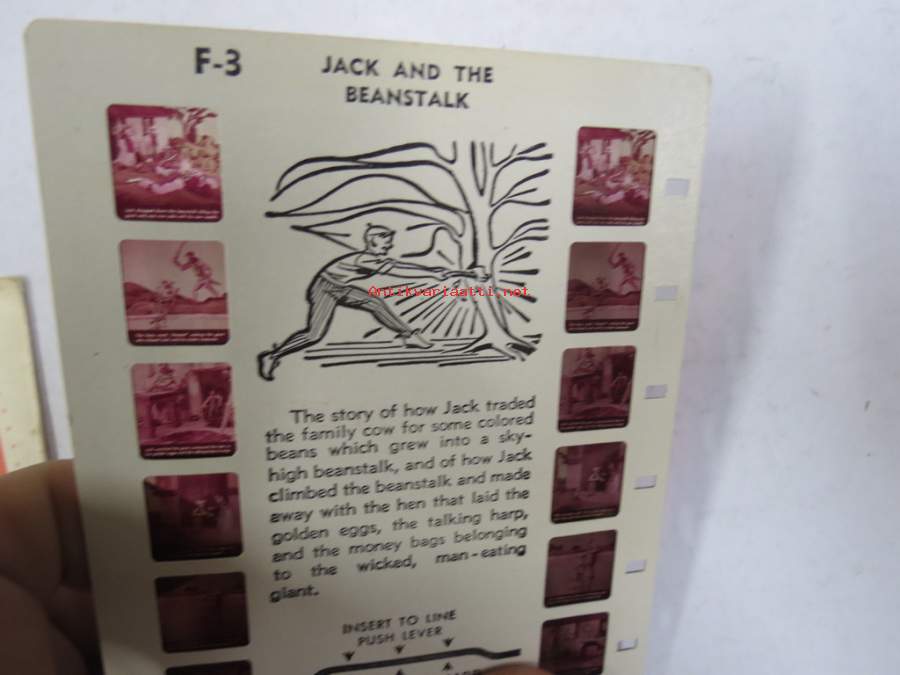 F-3
JACK AND THE
BEANSTALK
Antikvariaatti.net
The story of how Jack traded
the family cow for some colored
beans which grew into a sky-
high beanstalk, and of how Jack
climbed the beanstalk and made
away with the hen that laid the
golden eggs, the talking harp,
and the money bags belonging
to the wicked, man-eating
giant.
INSERT TO LINE
PUSH LEVER